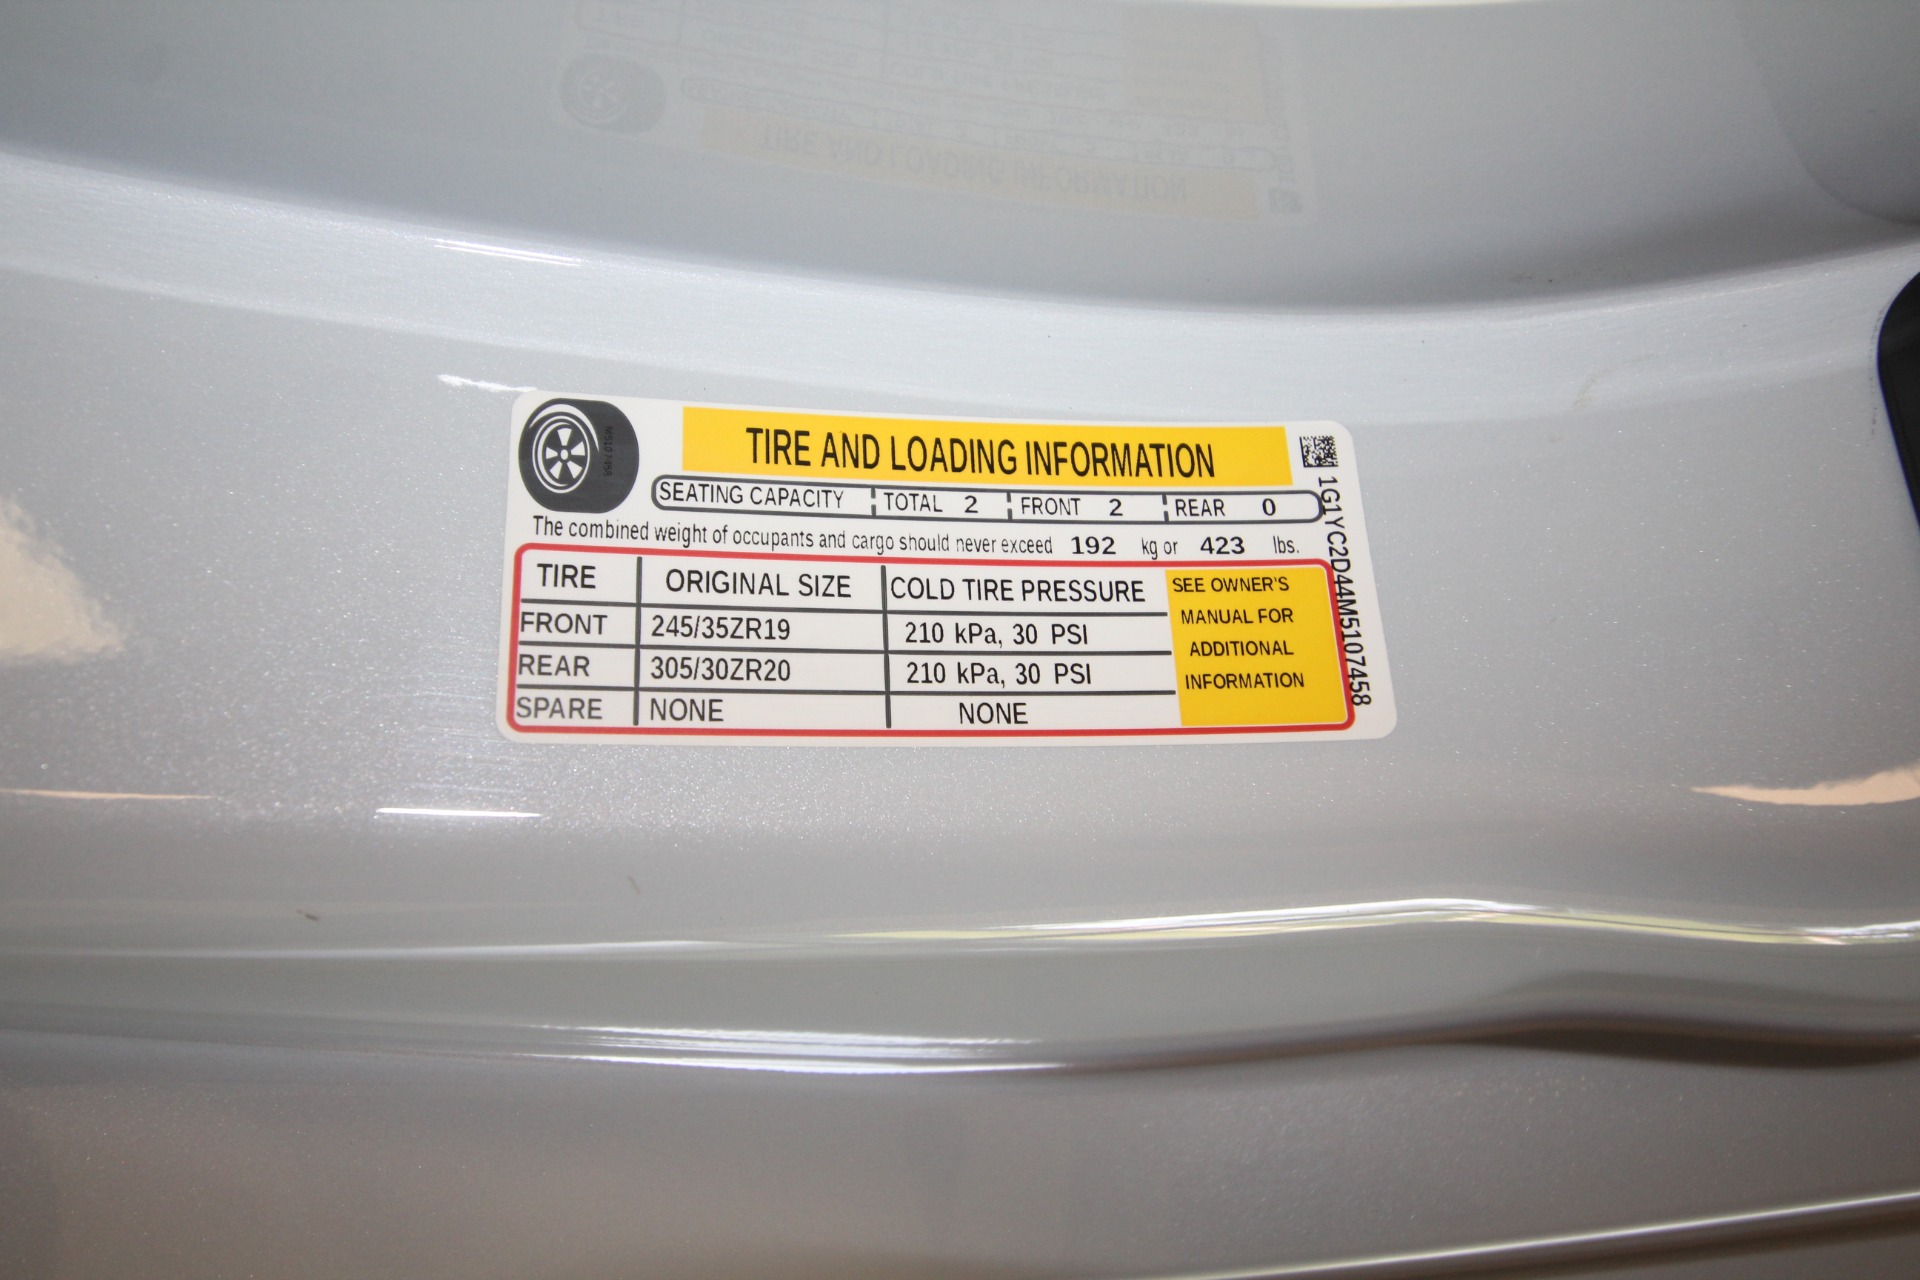 TIRE AND LOADING INFORMATION
SEATING CAPACITY TOTAL 2 FRONT 2 REAR 0
The combined weight of occupants and cargo should never exceed 192 kg or 423 lbs.
TIRE ORIGINAL SIZE COLD TIRE PRESSURE
FRONT 245/35ZR19 210 kPa, 30 PSI
REAR 305/30ZR20 210 kPa, 30 PSI
SPARE NONE NONE
SEE OWNER'S
MANUAL FOR
ADDITIONAL
INFORMATION
1G1YC2D44M5107458
M5107458